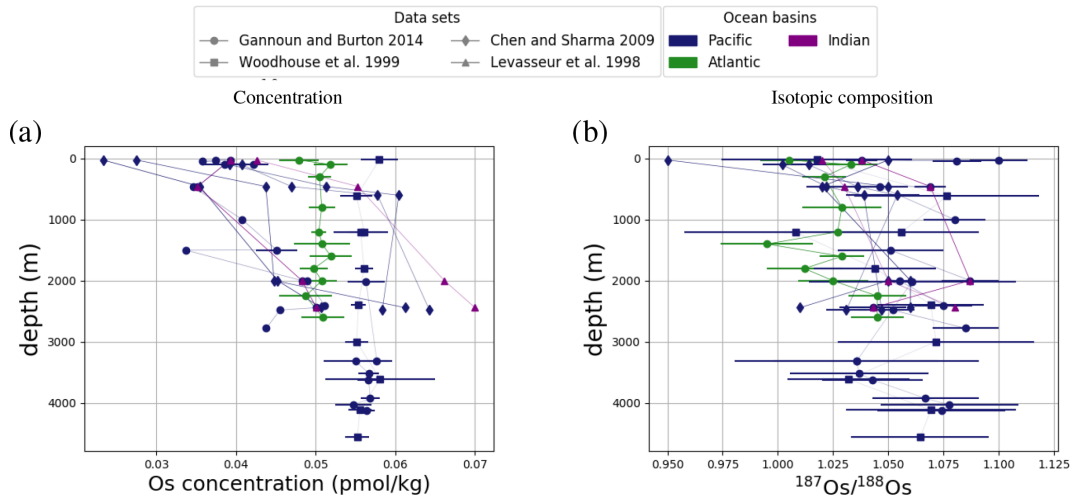 Data sets
Gannoun and Burton 2014
Chen and Sharma 2009
Woodhouse et al. 1999
Levasseur et al. 1998
Ocean basins
Pacific
Indian
Atlantic
Concentration
Isotopic composition
(a)
(b)
0
1000
2000
3000
4000
depth (m)
0.03
0.04
0.05
0.06
0.07
Os concentration (pmol/kg)
0
1000
2000
3000
4000
depth (m)
0.950
0.975
1.000
1.025
1.050
1.075
1.100
1.125
¹⁸⁷Os/¹⁸⁸Os